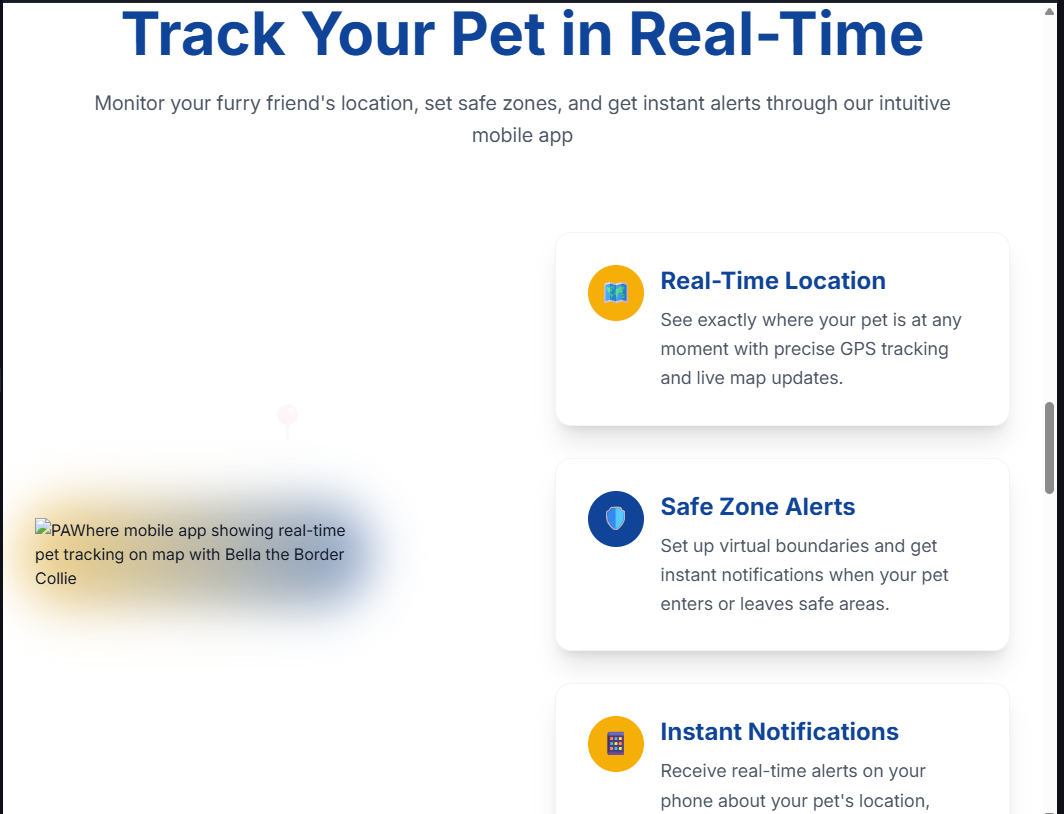 Track Your Pet in Real-Time
Monitor your furry friend's location, set safe zones, and get instant alerts through our intuitive
mobile app
PAWhere mobile app showing real-time
pet tracking on map with Bella the Border
Collie
Real-Time Location
See exactly where your pet is at any
moment with precise GPS tracking
and live map updates.
Safe Zone Alerts
Set up virtual boundaries and get
instant notifications when your pet
enters or leaves safe areas.
Instant Notifications
Receive real-time alerts on your
phone about your pet's location,